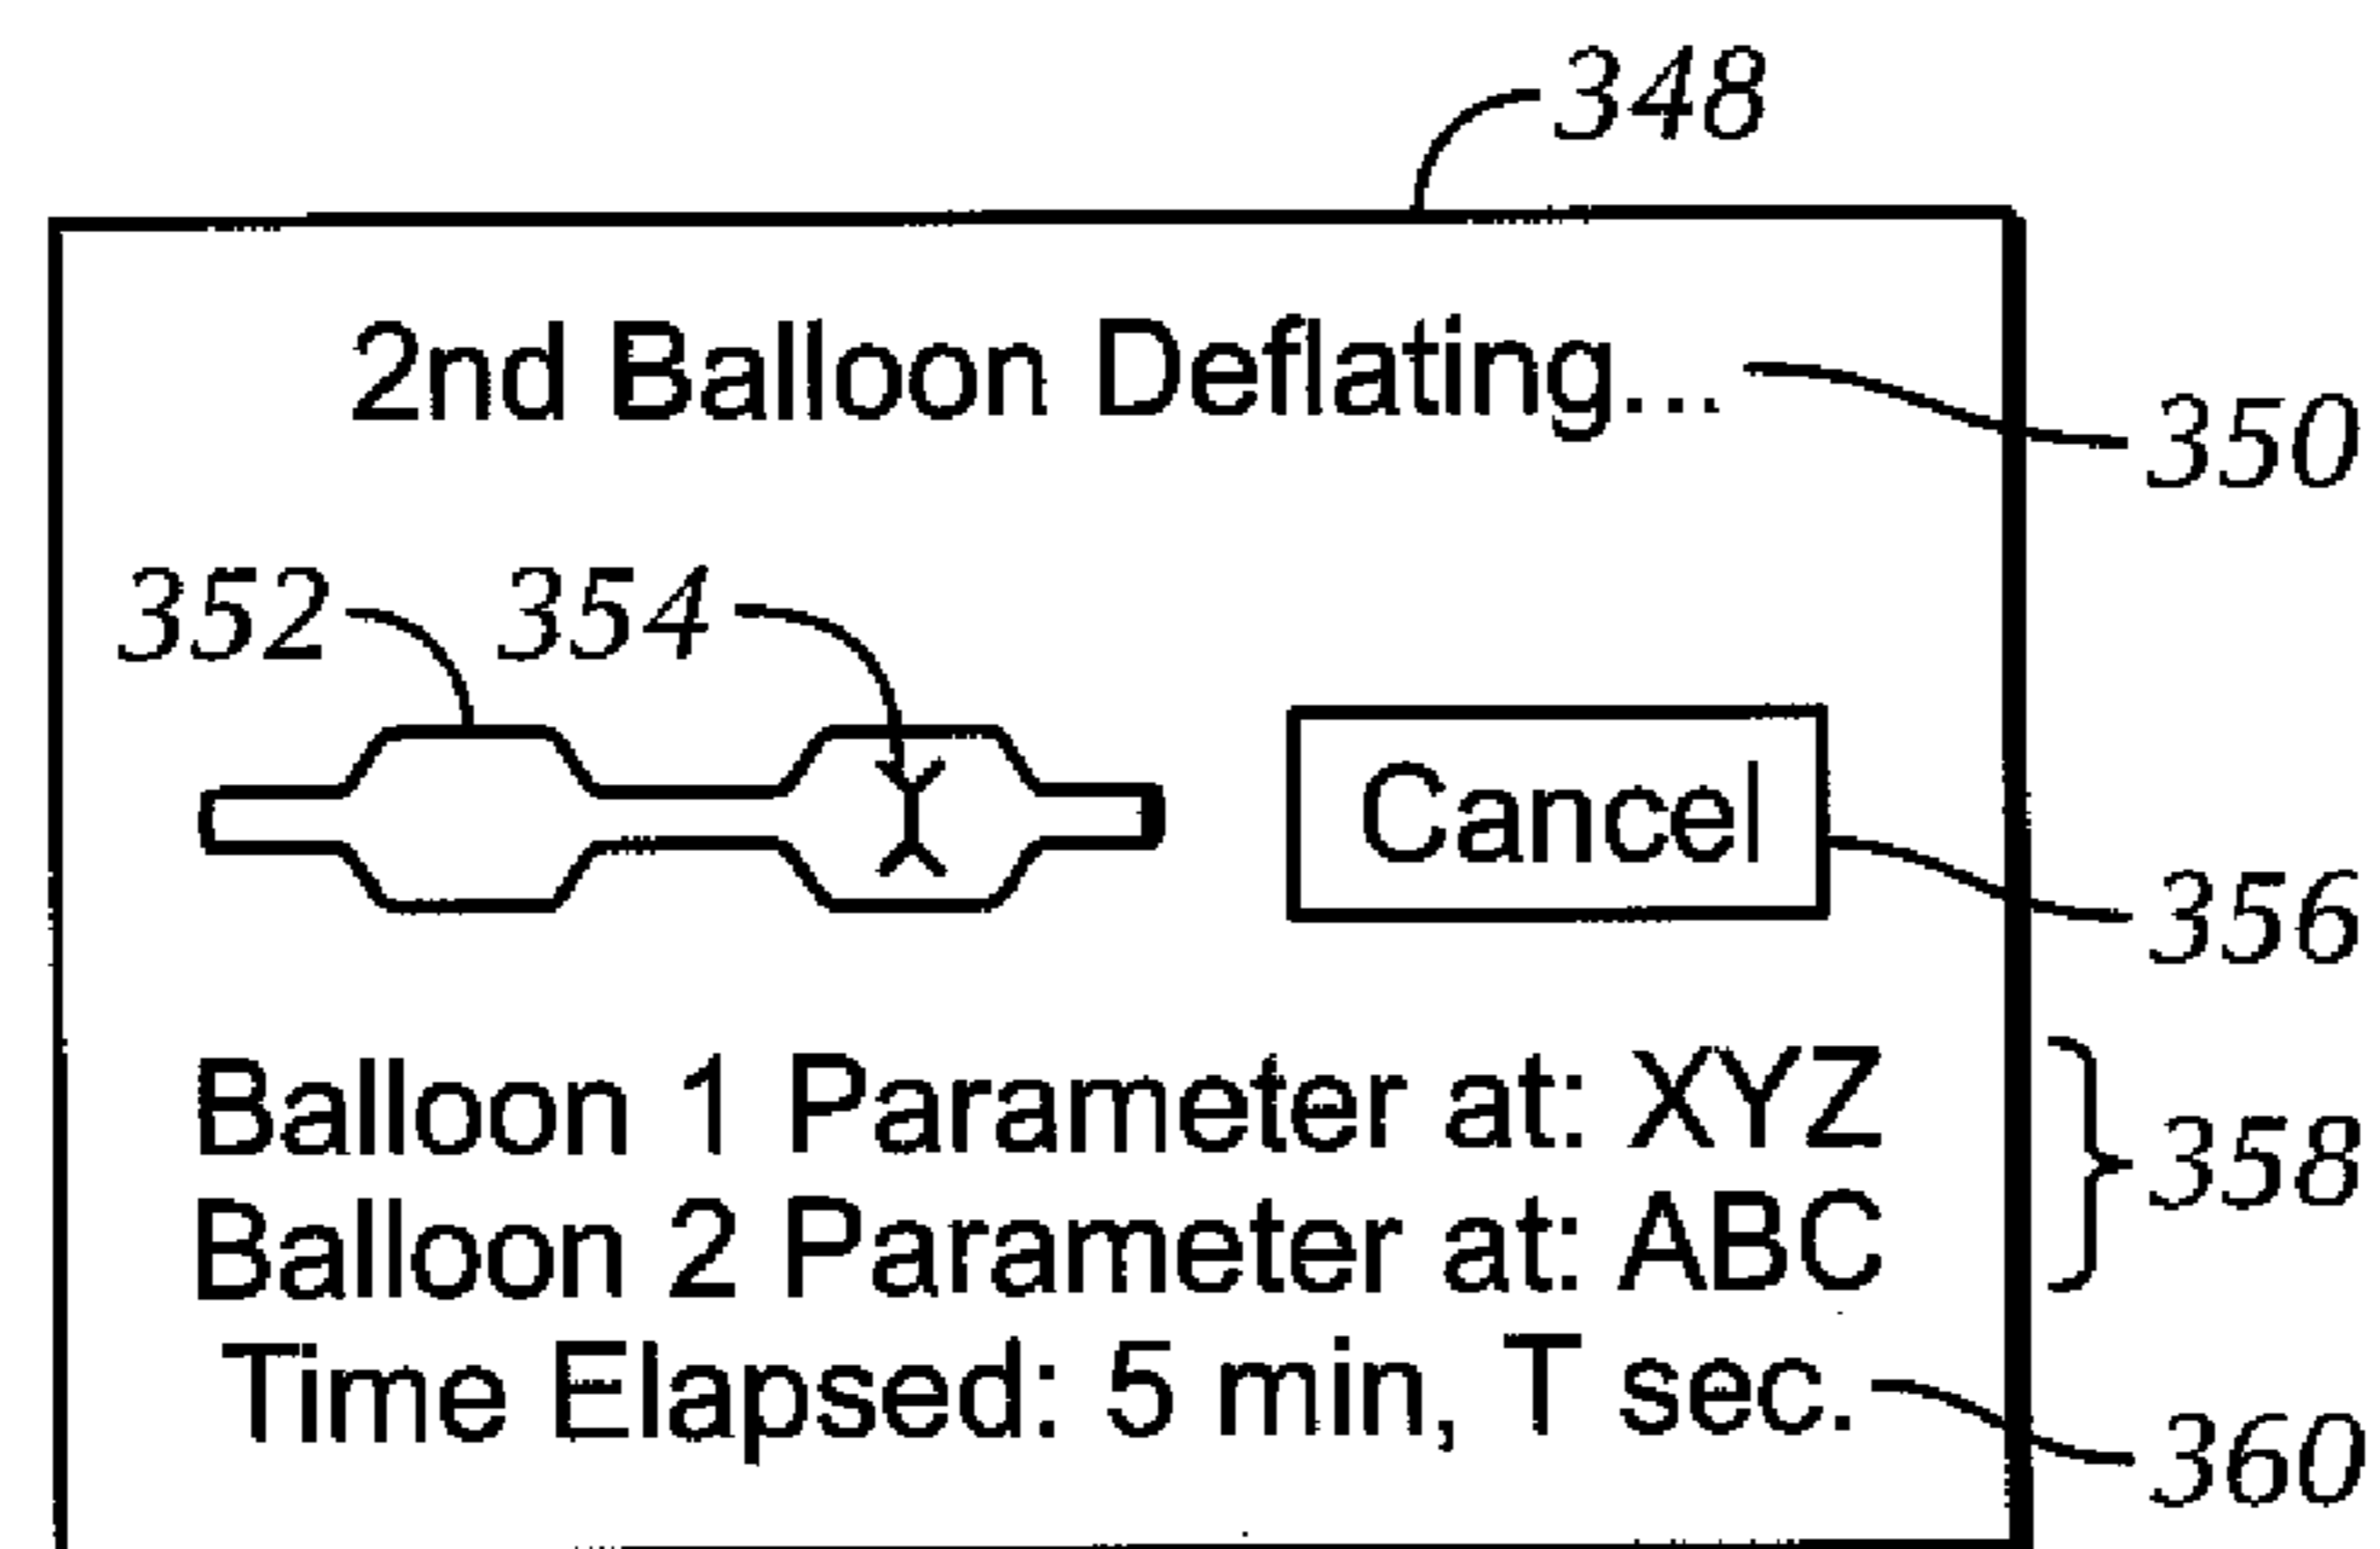 348
2nd Balloon Deflating...
350
352 354
Cancel
356
Balloon 1 Parameter at: XYZ
Balloon 2 Parameter at: ABC
358
Time Elapsed: 5 min, T sec.
360